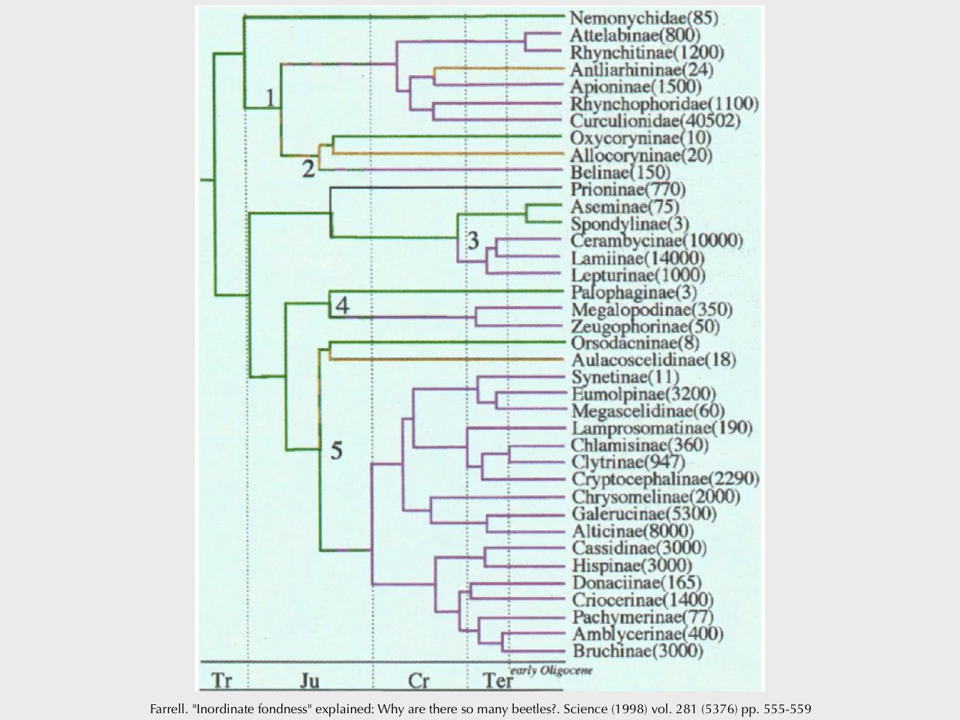 Nemonychidae(85)
Attelabinae(800)
Rhynchitinae(1200)
Antliarhininae(24)
Apioninae(1500)
1
Rhynchophoridae(1100)
Curculionidae(40502)
Oxycoryninae(10)
Allocoryninae(20)
2
Belinae(150)
Prioninae(770)
Aseminae(75)
Spondylinae(3)
3
Cerambycinae(10000)
Lamiinae(14000)
Lepturinae(1000)
Palophaginae(3)
4
Megalopodinae(350)
Zeugophorinae(50)
Orsodacninae(8)
Aulacoscelidinae(18)
Synetinae(11)
Eumolpinae(3200)
Megascelidinae(60)
Lamprosomatinae(190)
Chlamisinae(360)
5
Clytrinae(947)
Cryptocephalinae(2290)
Chrysomelinae(2000)
Galerucinae(5300)
Alticinae(8000)
Cassidinae(3000)
Hispinae(3000)
Donaciinae(165)
Criocerinae(1400)
Pachymerinae(77)
Amblycerinae(400)
Bruchinae(3000)
early Oligocene
Tr Ju Cr Ter
Farrell. "Inordinate fondness" explained: Why are there so many beetles?. Science (1998) vol. 281 (5376) pp. 555-559